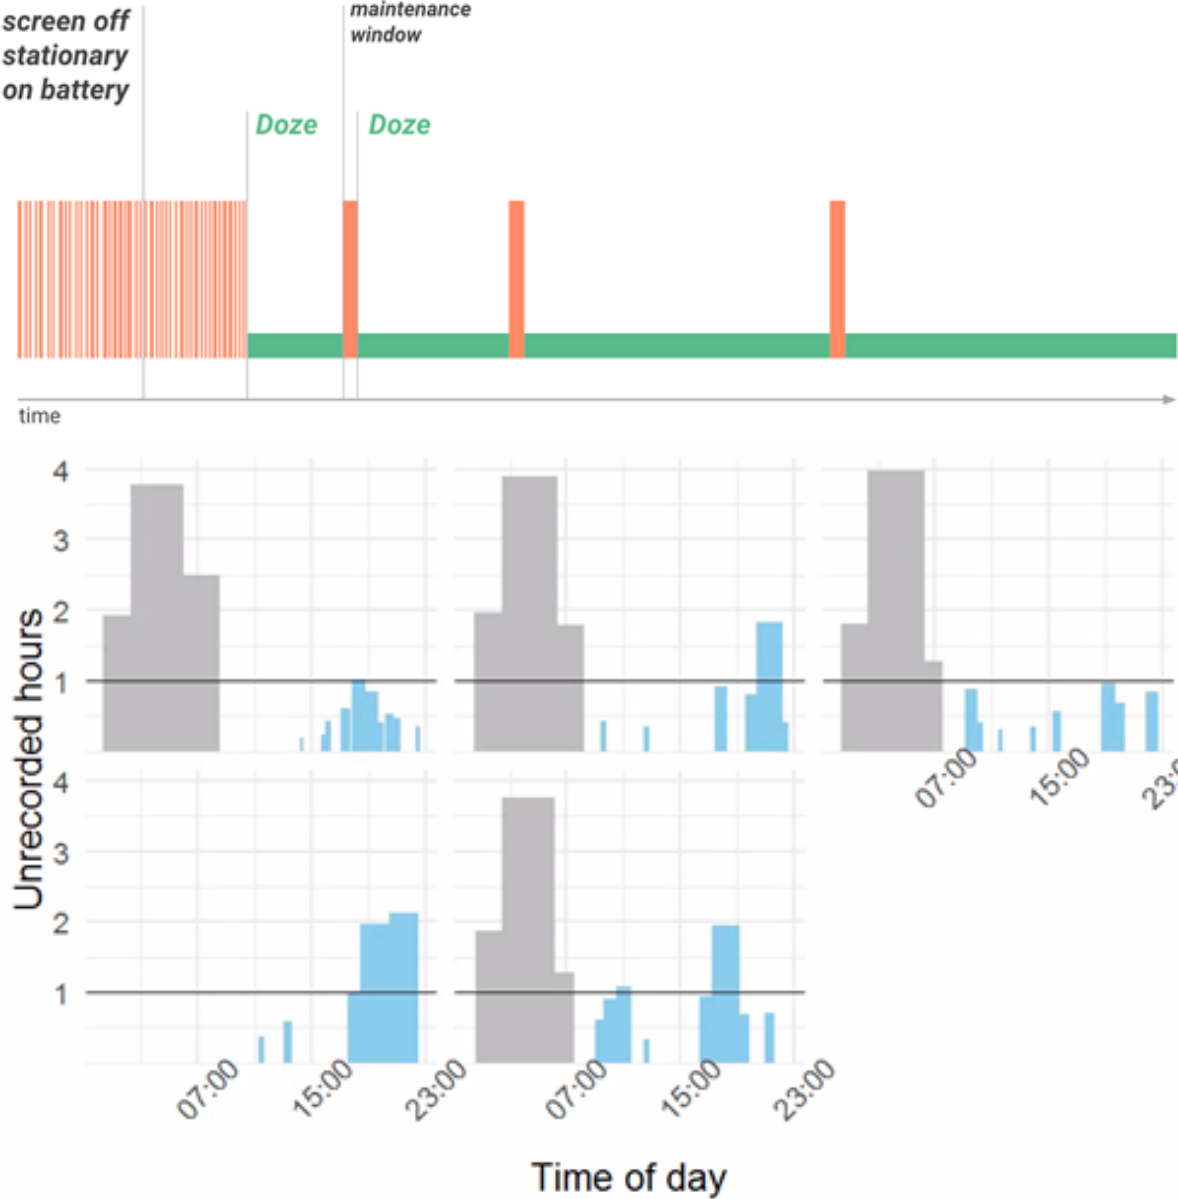 screen off
stationary
on battery
maintenance
window
Doze
Doze
time
Unrecorded hours
4
3
2
1
07:00
15:00
23:0
4
3
2
1
07:00
15:00
23:00
07:00
15:00
23:00
Time of day